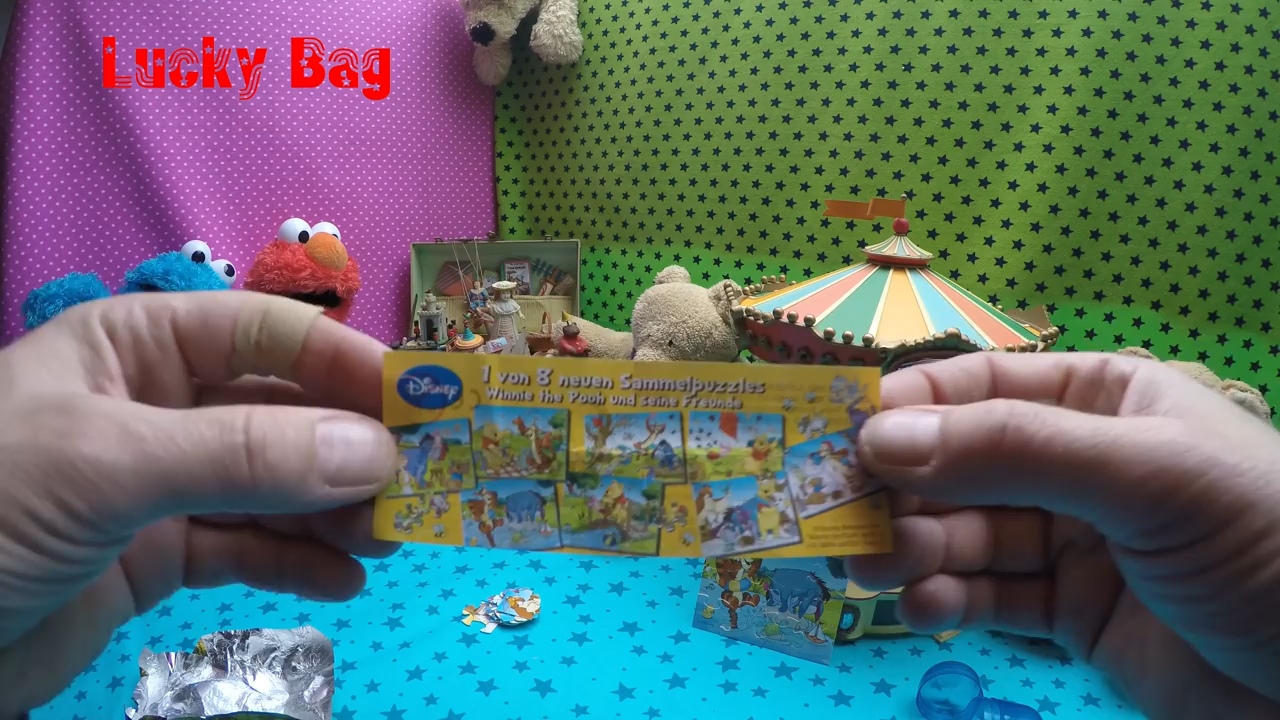 Lucky Bag
Disney
1 von 8 neuen Sammelpuzzles
Winnie the Pooh und seine Freunde